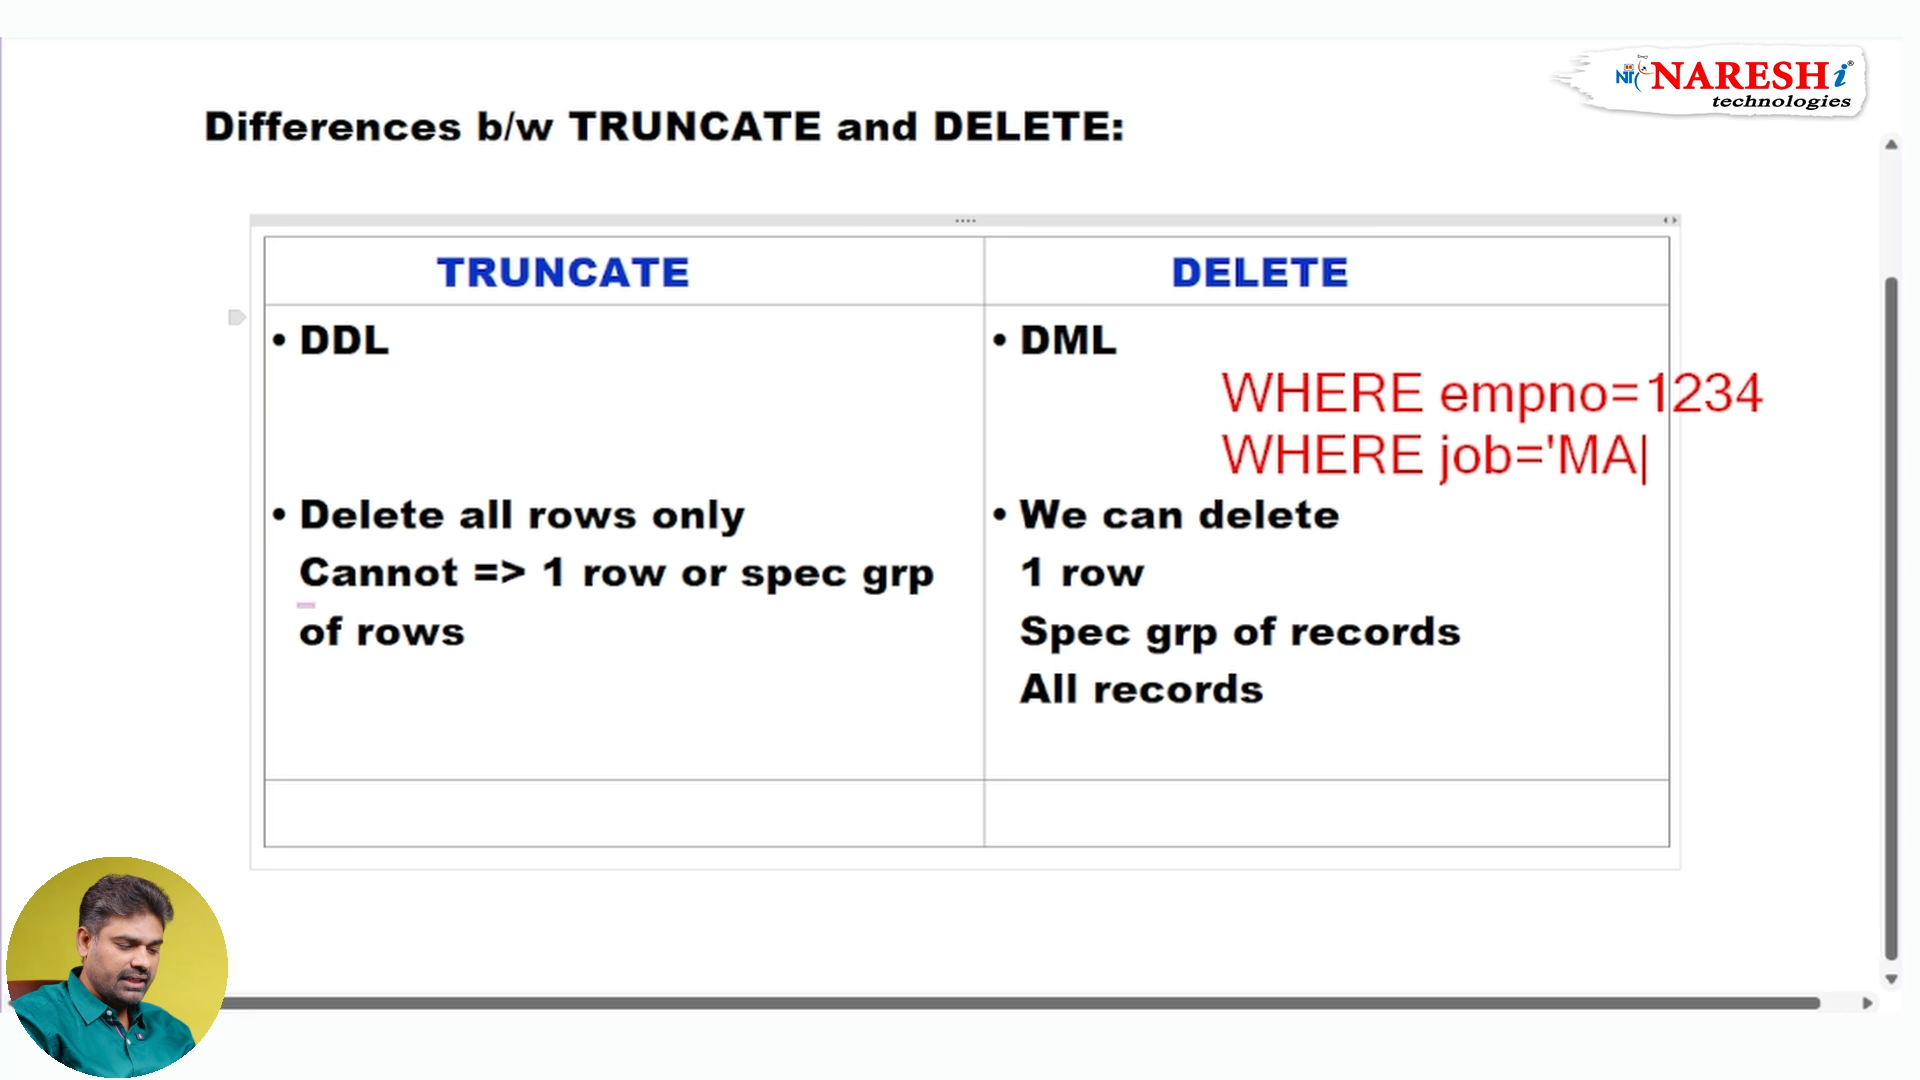 NARESH i
technologies
Differences b/w TRUNCATE and DELETE:
TRUNCATE
DELETE
• DDL
• Delete all rows only
Cannot => 1 row or spec grp
of rows
• DML
WHERE empno=1234
WHERE job='MA
• We can delete
1 row
Spec grp of records
All records